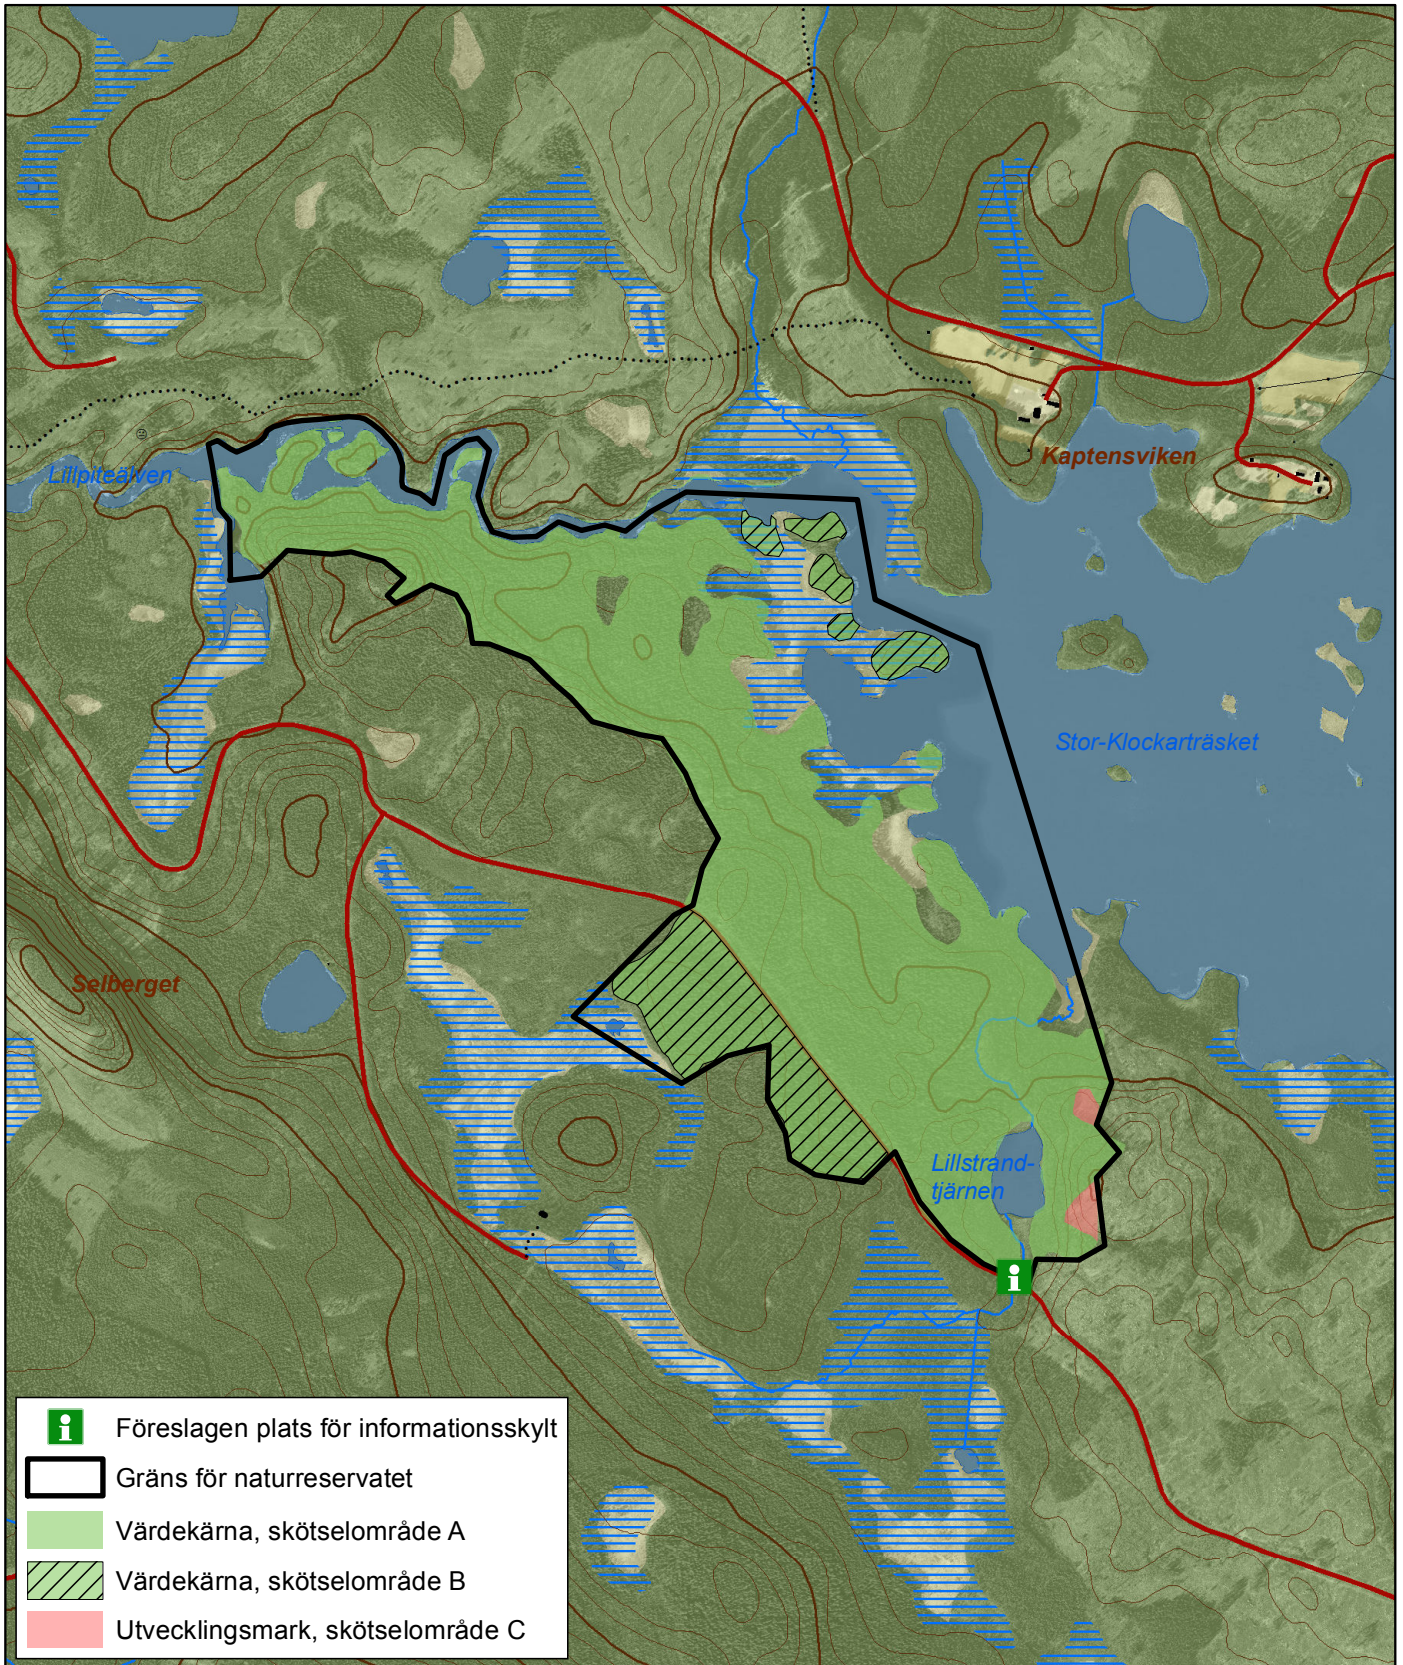 Lillpiteälven
Kaptensviken
Stor-Klockarträsket
Selberget
Lillstrand-
tjärnen
i
i Föreslagen plats för informationsskylt
Gräns för naturreservatet
Värdekärna, skötselområde A
Värdekärna, skötselområde B
Utvecklingsmark, skötselområde C